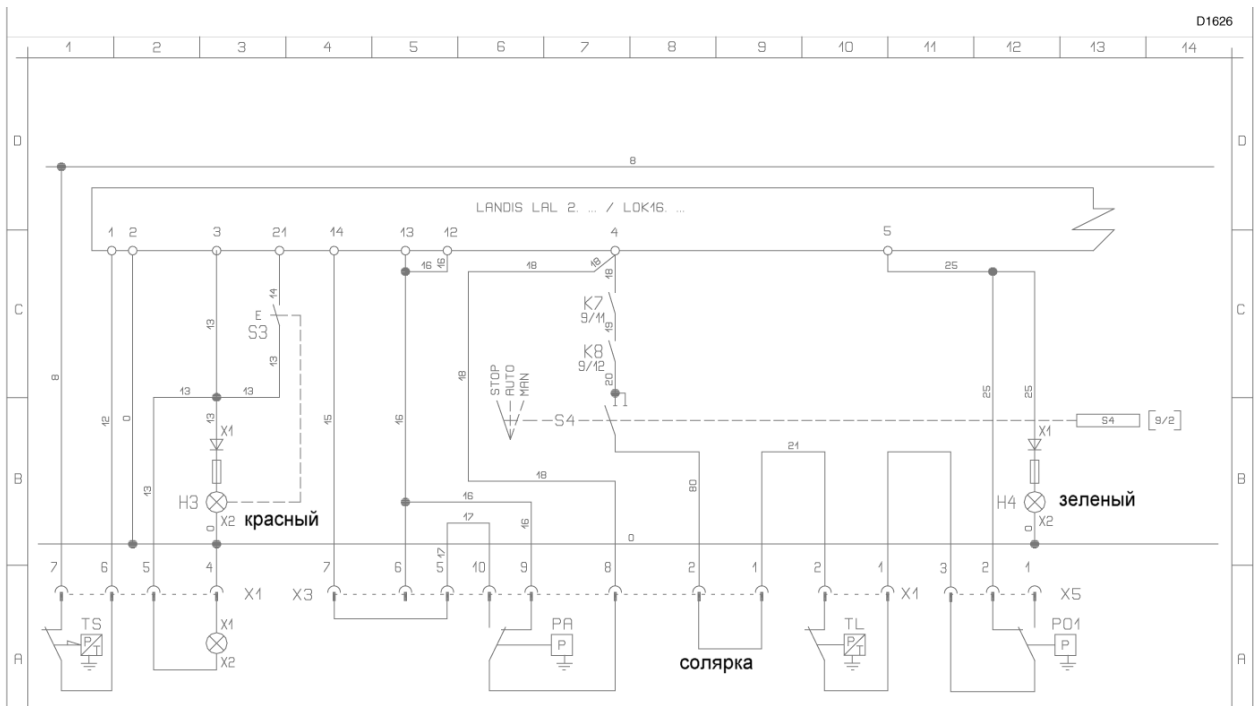 D1626
1 2 3 4 5 6 7 8 9 10 11 12 13 14
D D
8
LANDIS LAL 2. ... / LOK16. ...
1 2 3 21 14 13 12 4 5
16 16 18 18 18 25
C C
14
E
S3
13 13
K7
9/11
19
K8
9/12
20
8 12 0 15 16 18 25 25
STOP
AUTO
MAN
13 13
13
S4 S4 [9/2]
X1 X1
B B
21
13 18 80
H3 X2 красный
16 16
H4 X2 зеленый
17 17
0 0 0
7 6 5 4 X1 X3 7 6 5 10 9 8 2 1 2 1 X1 3 2 1 X5
TS X1 PA TL PO1
P T P P T P
X2
A A
солярка